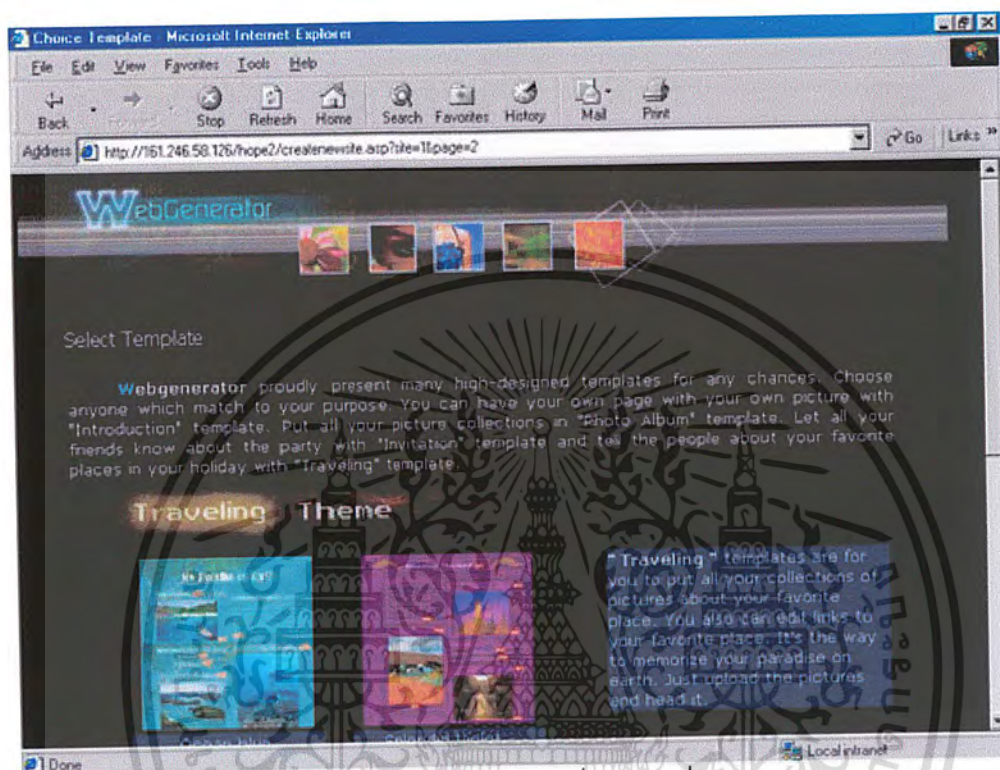 Choice Template - Microsoft Internet Explorer
File Edit View Favorites Tools Help
Back Forward Stop Refresh Home Search Favorites History Mail Print
Address http://161.246.58.126/hope2/createnewsite.asp?site=1&page=2 Go Links »
WebGenerator
Select Template
Webgenerator proudly present many high-designed templates for any chances. Choose
anyone which match to your purpose. You can have your own page with your own picture with
"Introduction" template. Put all your picture collections in "Photo Album" template. Let all your
friends know about the party with "Invitation" template and tell the people about your favorite
places in your holiday with "Traveling" template.
Traveling Theme
" Traveling " templates are for
you to put all your collections of
pictures about your favorite
place. You also can edit links to
your favorite place. It's the way
to memorize your paradise on
earth. Just upload the pictures
end head it.
Done Local intranet